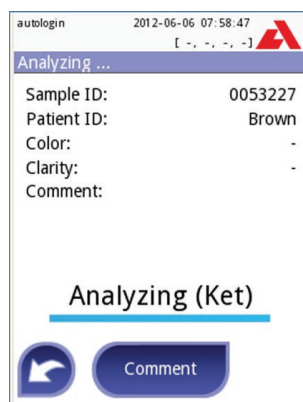 autologin 2012-06-06 07:58:47
[ -, -, -, -]
Analyzing ...
Sample ID: 0053227
Patient ID: Brown
Color: -
Clarity: -
Comment:
Analyzing (Ket)
Comment